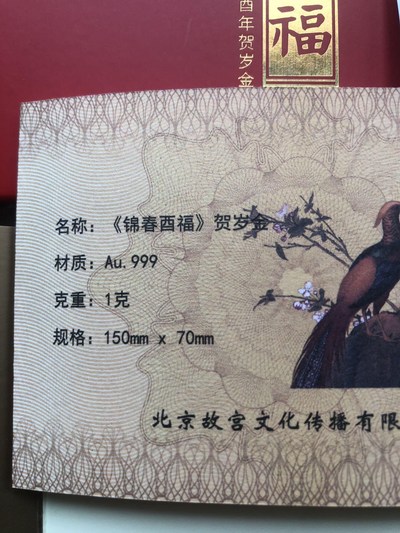 酉年贺岁金
福
名称：《锦春酉福》贺岁金
材质：Au.999
克重：1克
规格：150mm x 70mm
北京故宫文化传播有限